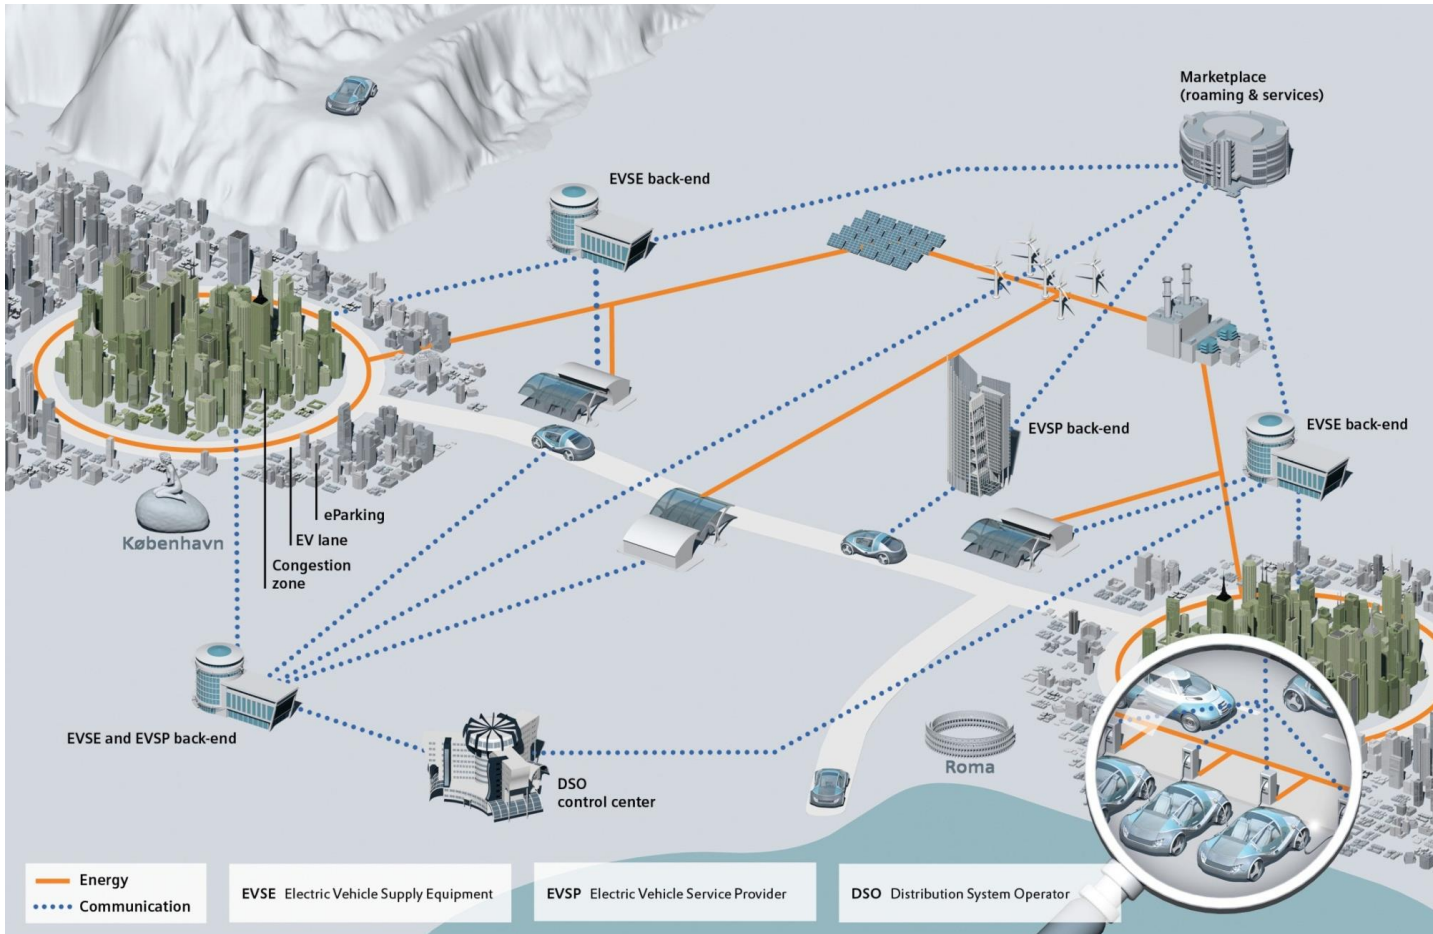 Marketplace
(roaming & services)
EVSE back-end
EVSE back-end
EVSP back-end
eParking
EV lane
Congestion
zone
København
EVSE and EVSP back-end
DSO
control center
Roma
Energy
Communication
EVSE Electric Vehicle Supply Equipment
EVSP Electric Vehicle Service Provider
DSO Distribution System Operator